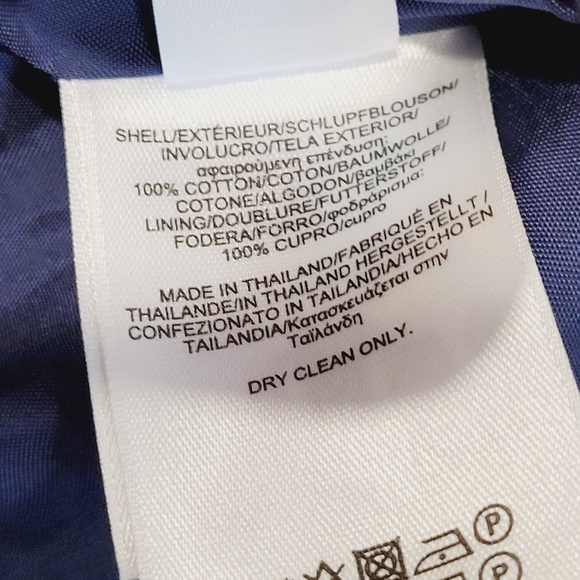 SHELL/EXTÉRIEUR/SCHLUPFBLOUSON/
INVOLUCRO/TELA EXTERIOR/
αφαιρούμενη επένδυση:
100% COTTON/COTON/BAUMWOLLE/
COTONE/ALGODON/βαμβάκι
LINING/DOUBLURE/FUTTERSTOFF/
FODERA/FORRO/φοδράρισμα:
100% CUPRO/cupro
MADE IN THAILAND/FABRIQUÉ EN
THAILANDE/IN THAILAND HERGESTELLT /
CONFEZIONATO IN TAILANDIA/HECHO EN
TAILANDIA/Κατασκευάζεται στην
Ταϊλάνδη
DRY CLEAN ONLY.
P
P